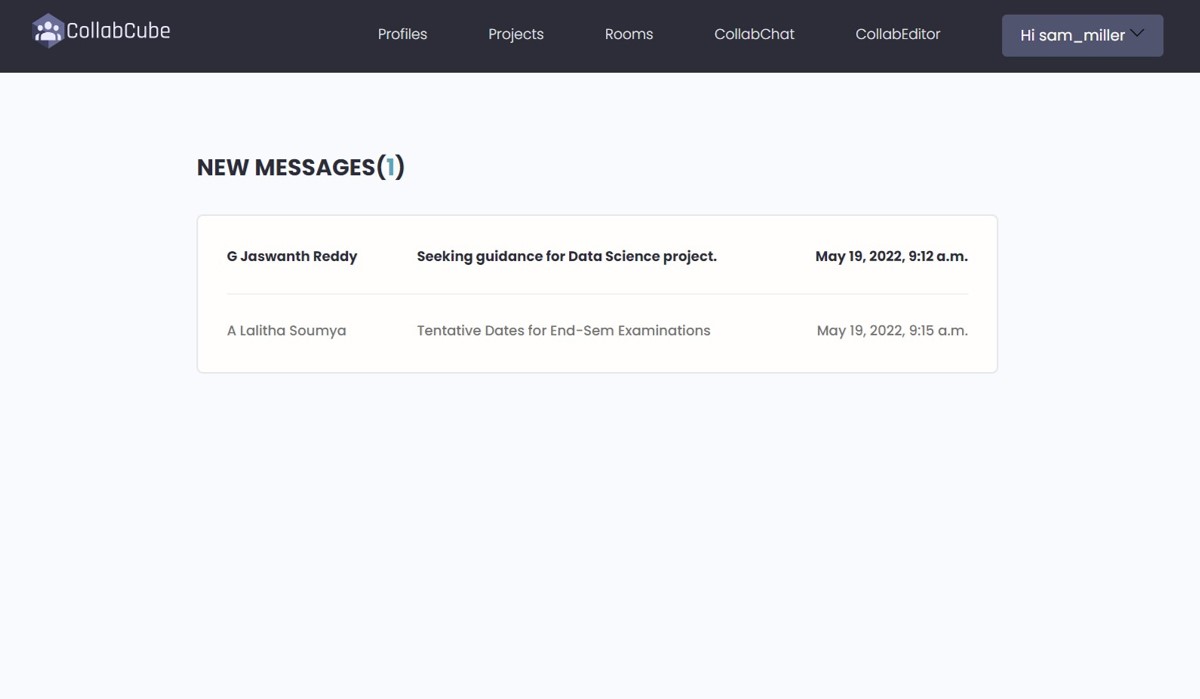 CollabCube Profiles Projects Rooms CollabChat CollabEditor Hi sam_miller
NEW MESSAGES(1)
G Jaswanth Reddy Seeking guidance for Data Science project. May 19, 2022, 9:12 a.m.
A Lalitha Soumya Tentative Dates for End-Sem Examinations May 19, 2022, 9:15 a.m.